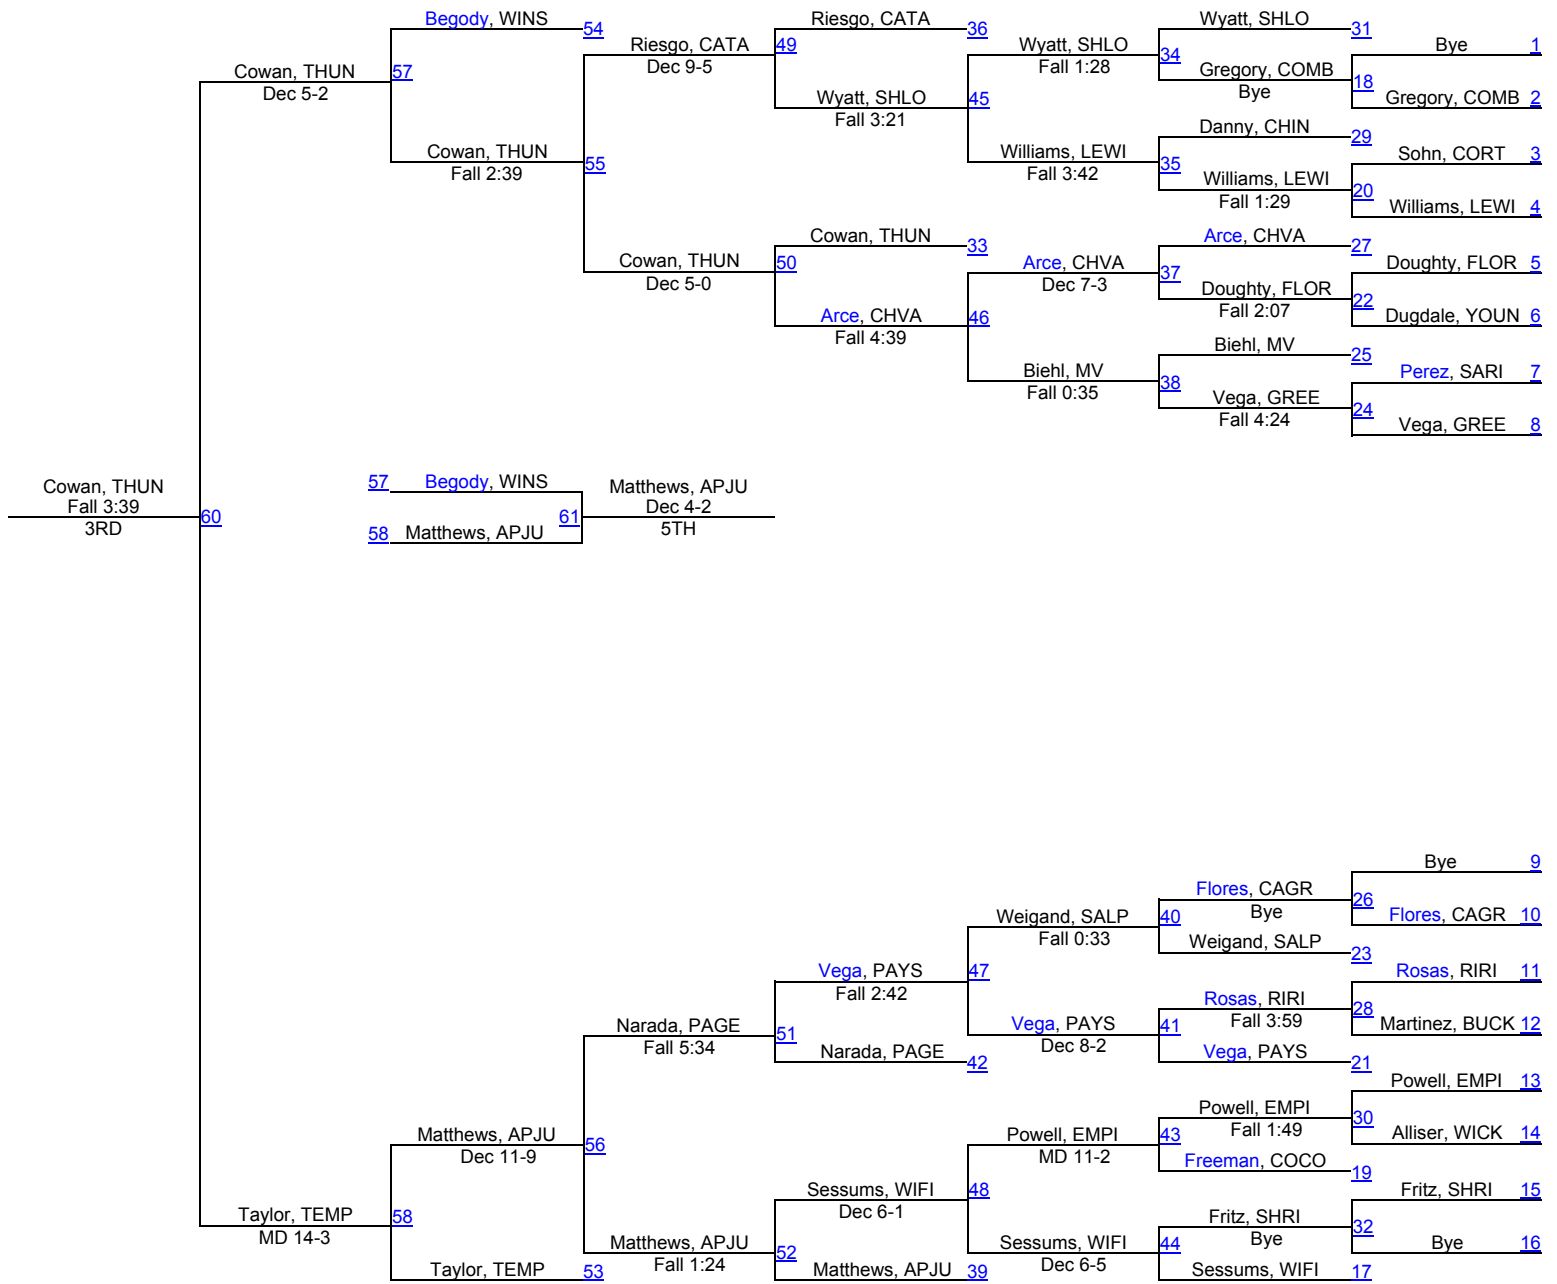 Begody, WINS 54
Riesgo, CATA 36
Wyatt, SHLO 31
Bye 1
Riesgo, CATA 49
Dec 9-5
Wyatt, SHLO 34
Fall 1:28
Cowan, THUN 57
Dec 5-2
Gregory, COMB 18
Bye
Gregory, COMB 2
Wyatt, SHLO 45
Fall 3:21
Danny, CHIN 29
Cowan, THUN 55
Fall 2:39
Williams, LEWI 35
Fall 3:42
Sohn, CORT 3
Williams, LEWI 20
Fall 1:29
Williams, LEWI 4
Cowan, THUN 33
Arce, CHVA 27
Cowan, THUN 50
Dec 5-0
Arce, CHVA 37
Dec 7-3
Doughty, FLOR 5
Doughty, FLOR 22
Fall 2:07
Arce, CHVA 46
Fall 4:39
Dugdale, YOUN 6
Biehl, MV 25
Biehl, MV 38
Fall 0:35
Perez, SARI 7
Vega, GREE 24
Fall 4:24
Vega, GREE 8
Cowan, THUN
Fall 3:39 60
3RD
57 Begody, WINS
58 Matthews, APJU
61
Matthews, APJU
Dec 4-2
5TH
Bye 9
Flores, CAGR 26
Bye
Weigand, SALP 40
Fall 0:33
Flores, CAGR 10
Weigand, SALP 23
Vega, PAYS 47
Fall 2:42
Rosas, RIRI 11
Rosas, RIRI 28
Fall 3:59
Narada, PAGE 51
Fall 5:34
Vega, PAYS 41
Dec 8-2
Martinez, BUCK 12
Narada, PAGE 42
Vega, PAYS 21
Powell, EMPI 13
Powell, EMPI 30
Fall 1:49
Matthews, APJU 56
Dec 11-9
Powell, EMPI 43
MD 11-2
Alliser, WICK 14
Freeman, COCO 19
Sessums, WIFI 48
Dec 6-1
Fritz, SHRI 15
Taylor, TEMP 58
MD 14-3
Fritz, SHRI 32
Bye
Matthews, APJU 52
Fall 1:24
Sessums, WIFI 44
Dec 6-5
Bye 16
Taylor, TEMP 53
Matthews, APJU 39
Sessums, WIFI 17